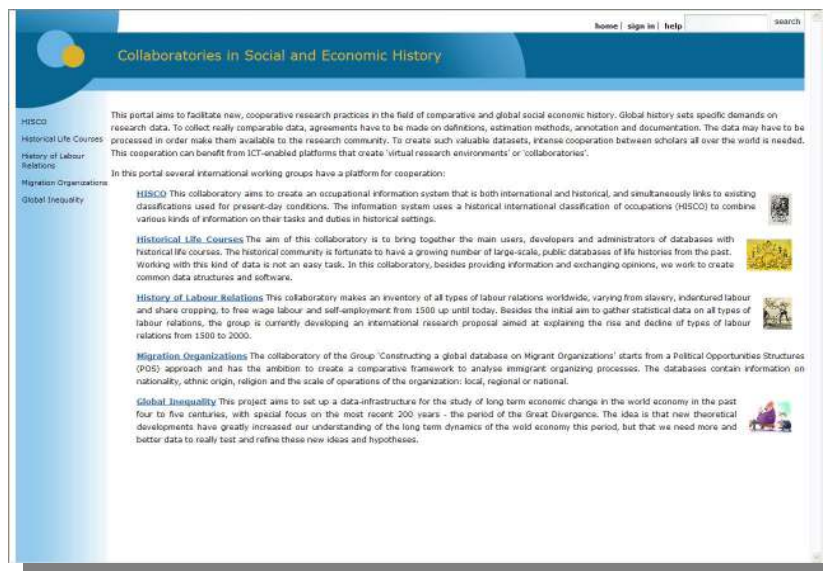 home | sign in | help
search
Collaboratories in Social and Economic History
HISCO
Historical Life Courses
History of Labour
Relations
Migration Organizations
Global Inequality
This portal aims to facilitate new, cooperative research practices in the field of comparative and global social economic history. Global history sets specific demands on
research data. To collect really comparable data, agreements have to be made on definitions, estimation methods, annotation and documentation. The data may have to be
processed in order make them available to the research community. To create such valuable datasets, intense cooperation between scholars all over the world is needed.
This cooperation can benefit from ICT-enabled platforms that create 'virtual research environments' or 'collaboratories'.
In this portal several international working groups have a platform for cooperation:
HISCO This collaboratory aims to create an occupational information system that is both international and historical, and simultaneously links to existing
classifications used for present-day conditions. The information system uses a historical international classification of occupations (HISCO) to combine
various kinds of information on their tasks and duties in historical settings.
Historical Life Courses The aim of this collaboratory is to bring together the main users, developers and administrators of databases with
historical life courses. The historical community is fortunate to have a growing number of large-scale, public databases of life histories from the past.
Working with this kind of data is not an easy task. In this collaboratory, besides providing information and exchanging opinions, we work to create
common data structures and software.
History of Labour Relations This collaboratory makes an inventory of all types of labour relations worldwide, varying from slavery, indentured labour
and share cropping, to free wage labour and self-employment from 1500 up until today. Besides the initial aim to gather statistical data on all types of
labour relations, the group is currently developing an international research proposal aimed at explaining the rise and decline of types of labour
relations from 1500 to 2000.
Migration Organizations The collaboratory of the Group 'Constructing a global database on Migrant Organizations' starts from a Political Opportunities Structures
(POS) approach and has the ambition to create a comparative framework to analyse immigrant organizing processes. The databases contain information on
nationality, ethnic origin, religion and the scale of operations of the organization: local, regional or national.
Global Inequality This project aims to set up a data-infrastructure for the study of long term economic change in the world economy in the past
four to five centuries, with special focus on the most recent 200 years - the period of the Great Divergence. The idea is that new theoretical
developments have greatly increased our understanding of the long term dynamics of the wold economy this period, but that we need more and
better data to really test and refine these new ideas and hypotheses.